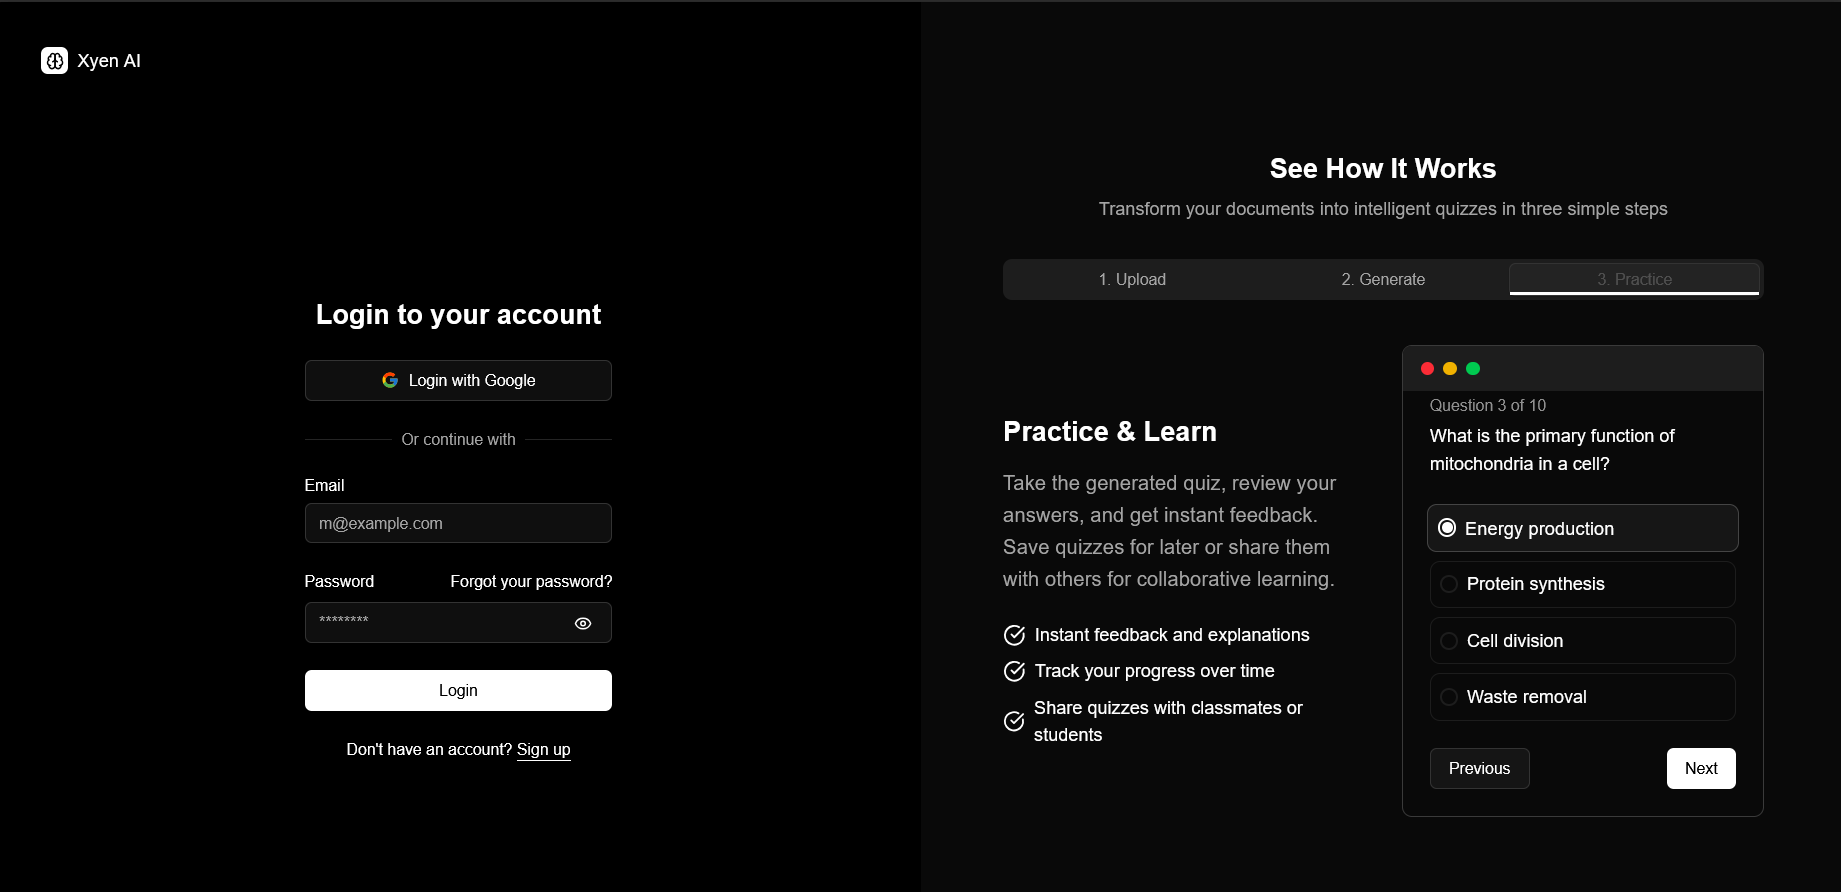 Xyen AI
Login to your account
Login with Google
Or continue with
Email
m@example.com
Password
Forgot your password?
********
Login
Don't have an account? Sign up
See How It Works
Transform your documents into intelligent quizzes in three simple steps
1. Upload
2. Generate
3. Practice
Practice & Learn
Take the generated quiz, review your
answers, and get instant feedback.
Save quizzes for later or share them
with others for collaborative learning.
Instant feedback and explanations
Track your progress over time
Share quizzes with classmates or
students
Question 3 of 10
What is the primary function of
mitochondria in a cell?
Energy production
Protein synthesis
Cell division
Waste removal
Previous
Next